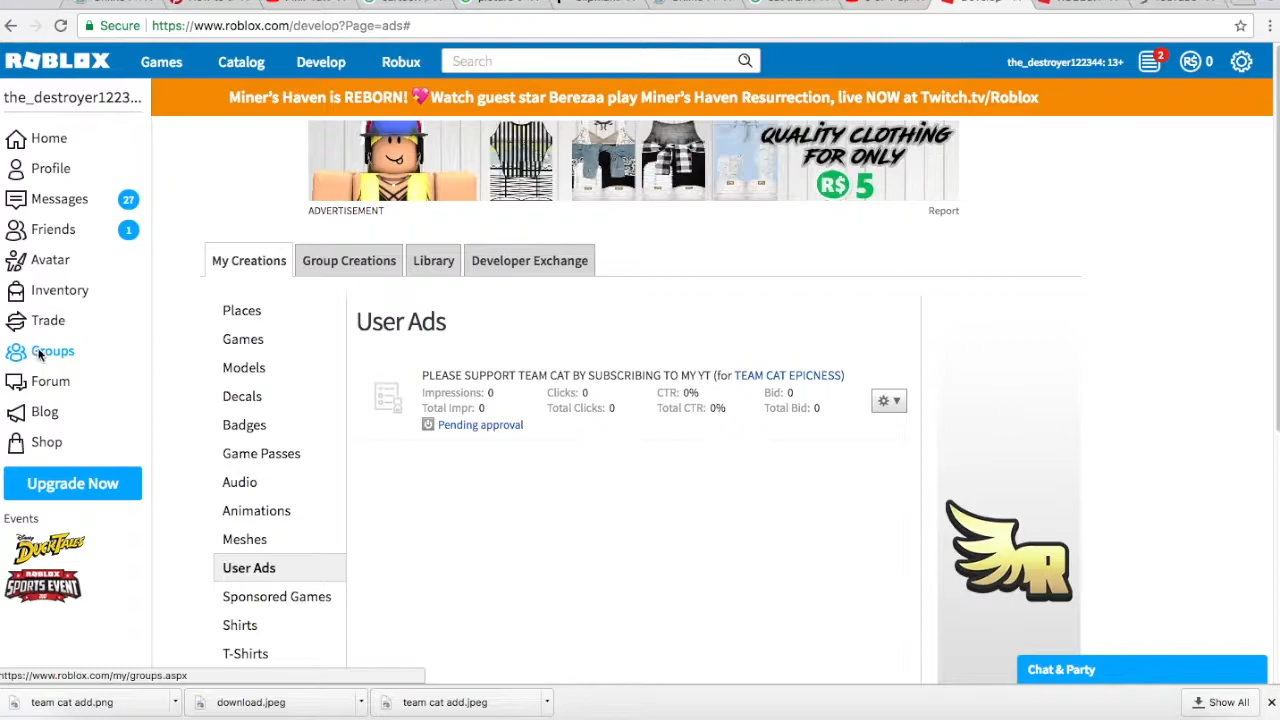 Secure https://www.roblox.com/develop?Page=ads#
ROBLOX Games Catalog Develop Robux Search the_destroyer122344: 13+ 2 R$ 0
the_destroyer1223...
Miner's Haven is REBORN! 💖Watch guest star Berezaa play Miner's Haven Resurrection, live NOW at Twitch.tv/Roblox
Home
Profile
Messages 27
Friends 1
Avatar
Inventory
Trade
Groups
Forum
Blog
Shop
Upgrade Now
Events
Disney
DUCKTALES
ROBLOX
SPORTS EVENT
QUALITY CLOTHING
FOR ONLY
R$ 5
ADVERTISEMENT Report
My Creations Group Creations Library Developer Exchange
Places
Games
Models
Decals
Badges
Game Passes
Audio
Animations
Meshes
User Ads
Sponsored Games
Shirts
T-Shirts
User Ads
PLEASE SUPPORT TEAM CAT BY SUBSCRIBING TO MY YT (for TEAM CAT EPICNESS)
Impressions: 0 Clicks: 0 CTR: 0% Bid: 0
Total Impr: 0 Total Clicks: 0 Total CTR: 0% Total Bid: 0
Pending approval
R
Chat & Party
https://www.roblox.com/my/groups.aspx
team cat add.png download.jpeg team cat add.jpeg Show All